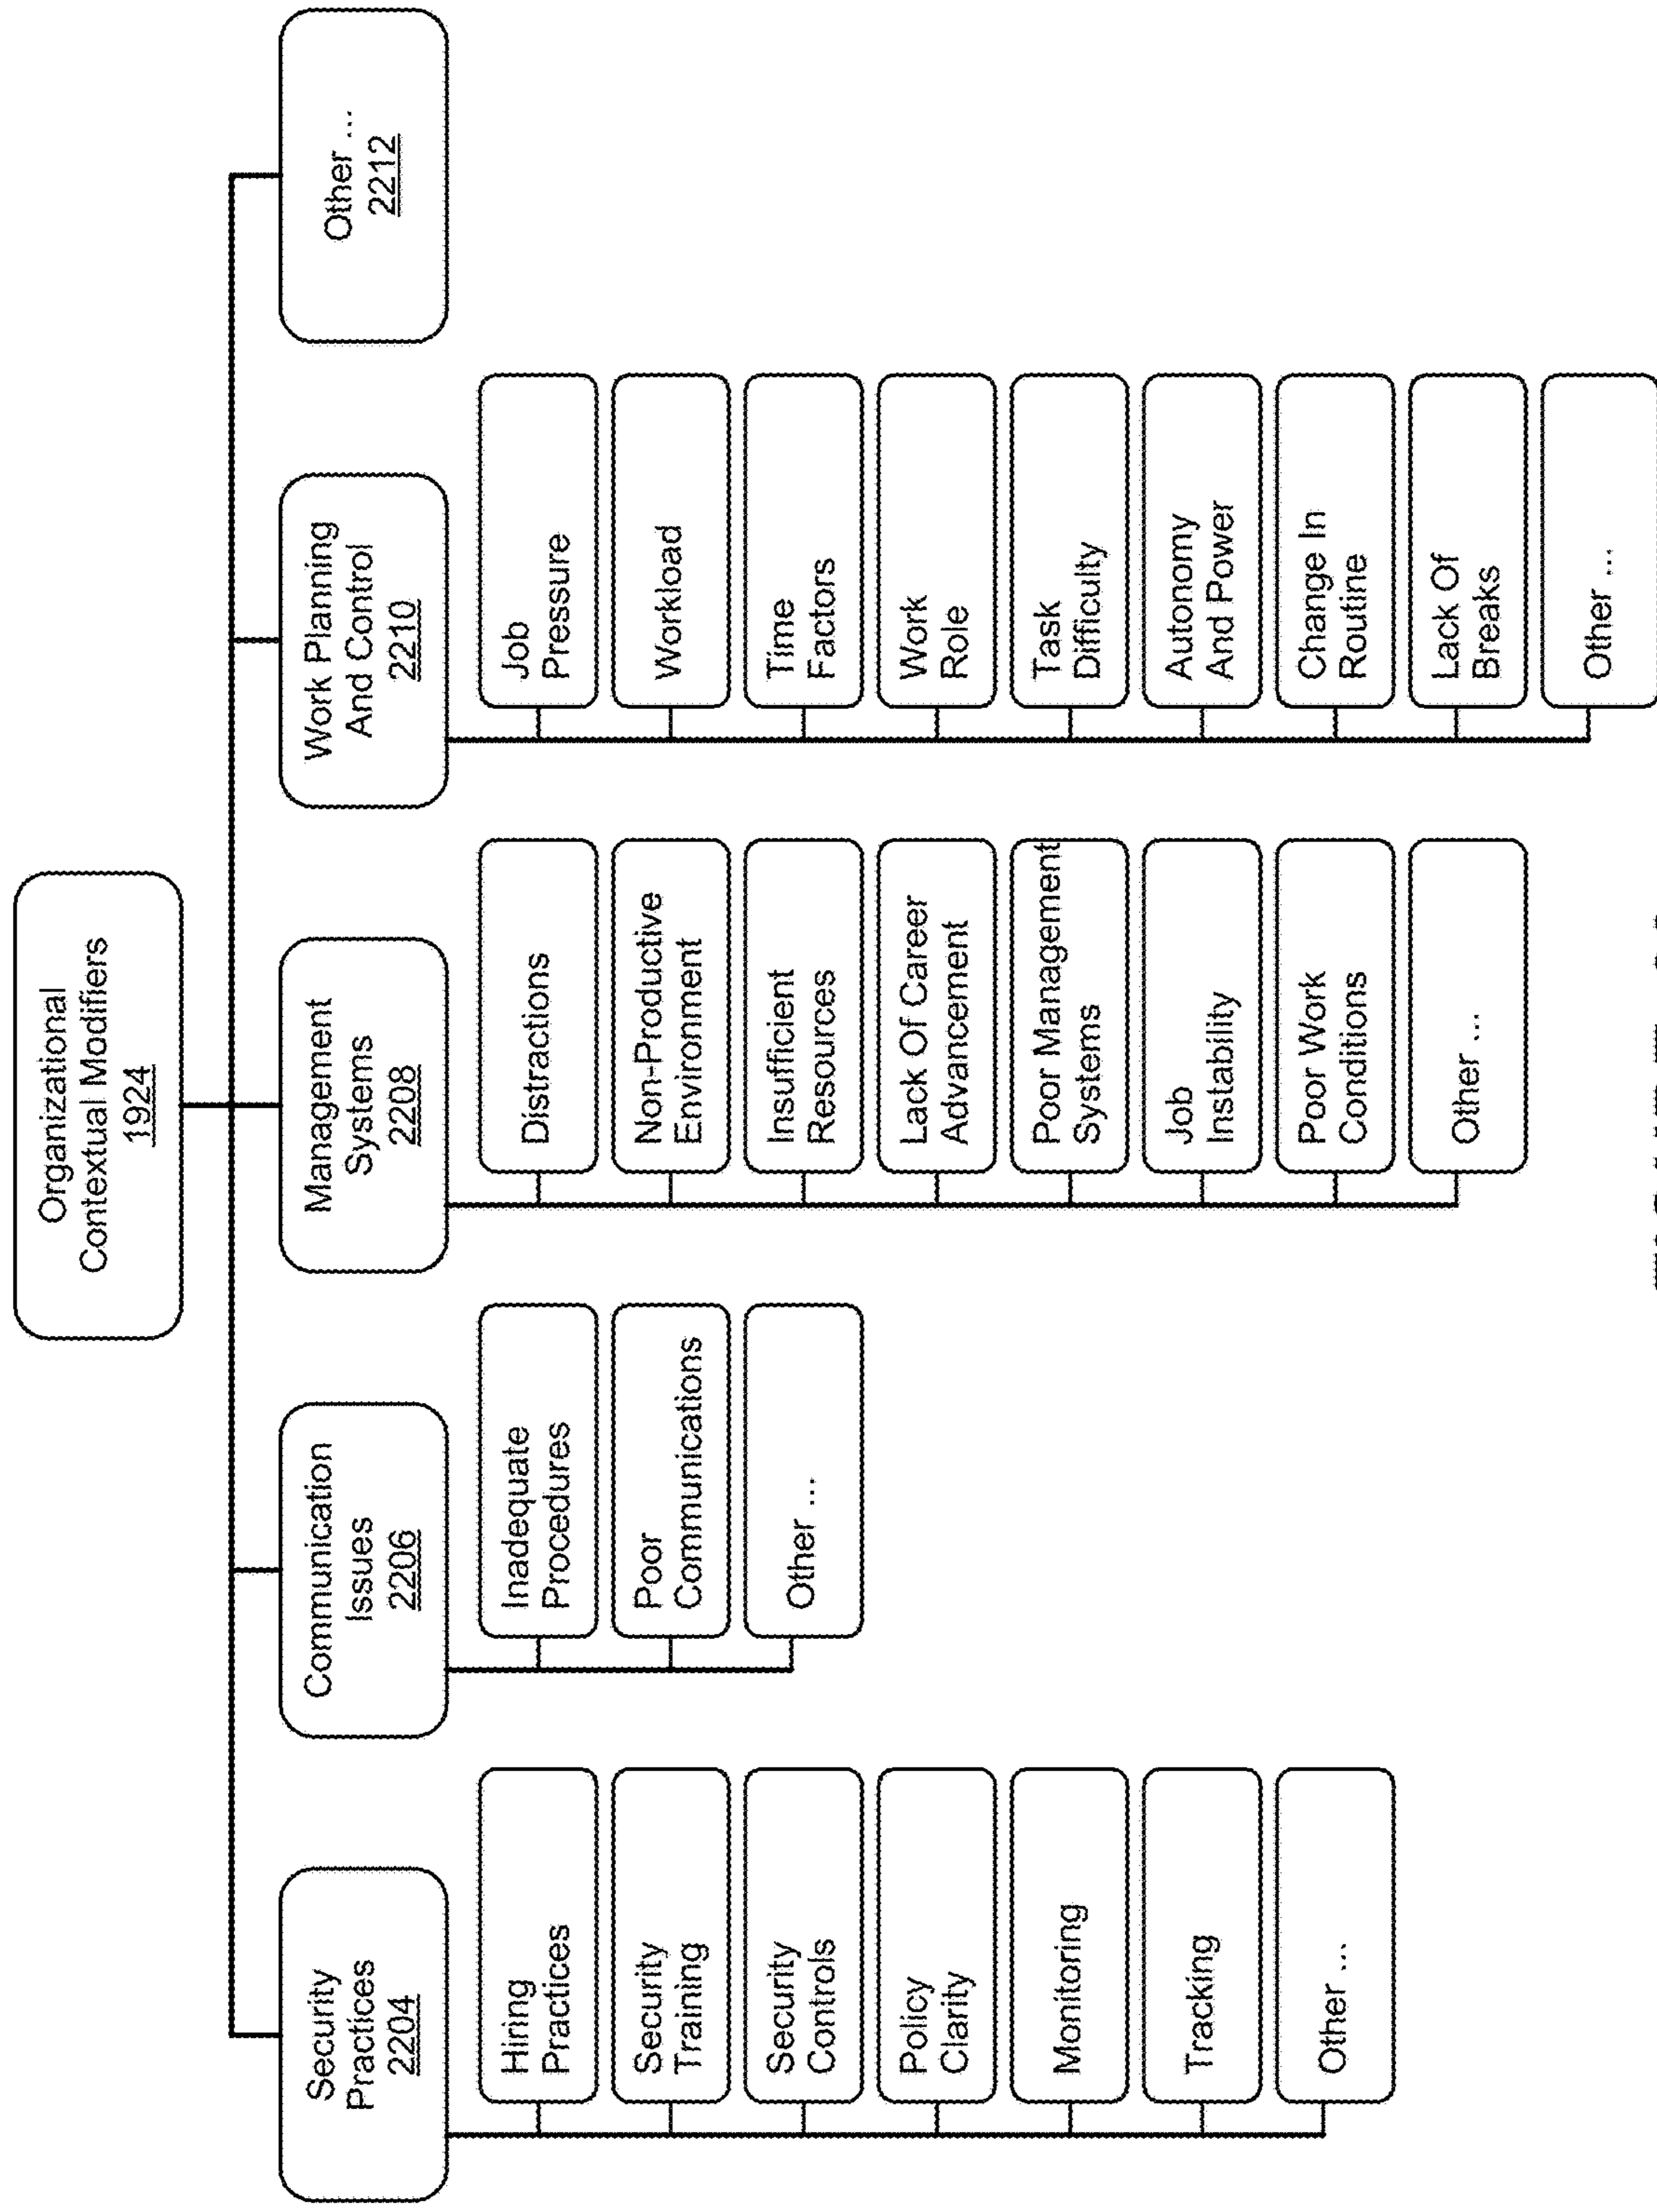 Organizational
Contextual Modifiers
1924
Security
Practices
2204
Hiring
Practices
Security
Training
Security
Controls
Policy
Clarity
Monitoring
Tracking
Other ...
Communication
Issues
2206
Inadequate
Procedures
Poor
Communications
Other ...
Management
Systems
2208
Distractions
Non-Productive
Environment
Insufficient
Resources
Lack Of Career
Advancement
Poor Management
Systems
Job
Instability
Poor Work
Conditions
Other ...
Work Planning
And Control
2210
Job
Pressure
Workload
Time
Factors
Work
Role
Task
Difficulty
Autonomy
And Power
Change In
Routine
Lack Of
Breaks
Other ...
Other ...
2212